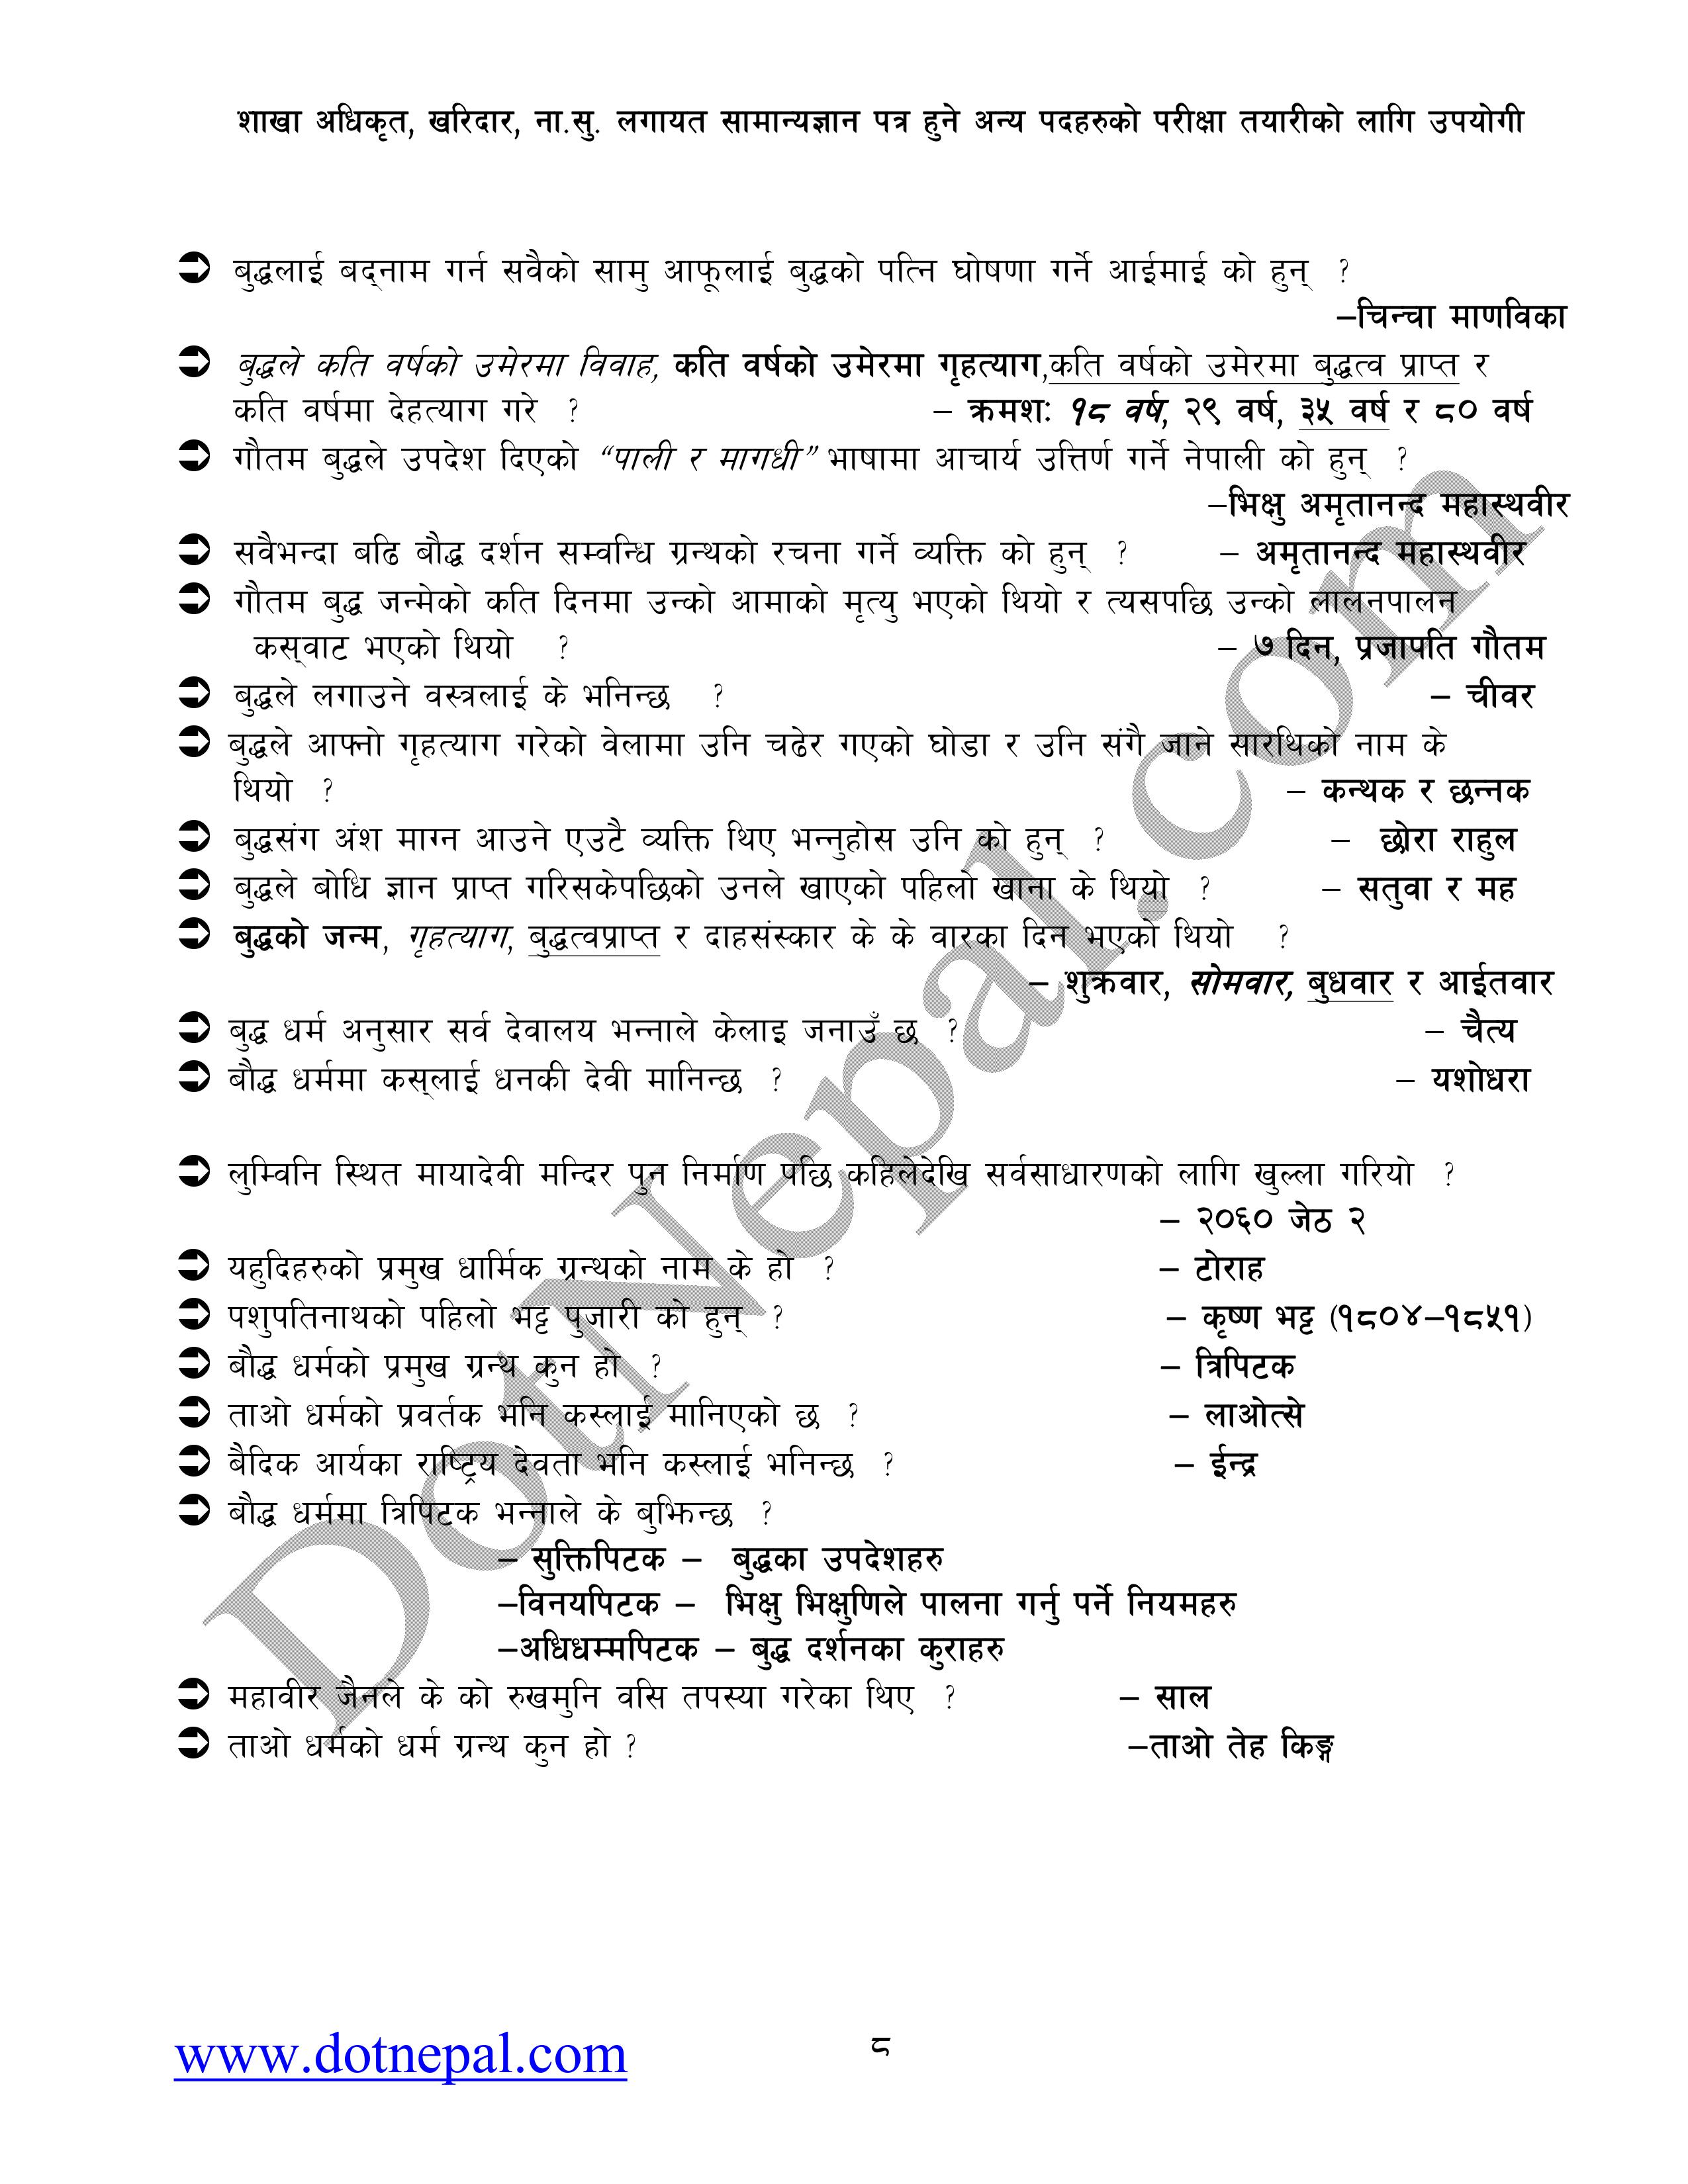 शाखा अधिकृत, खरिदार, ना.सु. लगायत सामान्यज्ञान पत्र हुने अन्य पदहरुको परीक्षा तयारीको लागि उपयोगी
➲ बुद्धलाई बद्‌नाम गर्न सवैको सामु आफूलाई बुद्धको पत्नि घोषणा गर्ने आईमाई को हुन् ?
–चिन्चा माणविका
➲ बुद्धले कति वर्षको उमेरमा विवाह, कति वर्षको उमेरमा गृहत्याग,कति वर्षको उमेरमा बुद्धत्व प्राप्त र
कति वर्षमा देहत्याग गरे ? – क्रमशः १८ वर्ष, २९ वर्ष, ३५ वर्ष र ८० वर्ष
➲ गौतम बुद्धले उपदेश दिएको “पाली र मागधी” भाषामा आचार्य उत्तिर्ण गर्ने नेपाली को हुन् ?
–भिक्षु अमृतानन्द महास्थवीर
➲ सवैभन्दा बढि बौद्ध दर्शन सम्वन्धि ग्रन्थको रचना गर्ने व्यक्ति को हुन् ? – अमृतानन्द महास्थवीर
➲ गौतम बुद्ध जन्मेको कति दिनमा उन्को आमाको मृत्यु भएको थियो र त्यसपछि उन्को लालनपालन
कस्‌वाट भएको थियो ? – ७ दिन, प्रजापति गौतम
➲ बुद्धले लगाउने वस्त्रलाई के भनिन्छ ? – चीवर
➲ बुद्धले आफ्नो गृहत्याग गरेको वेलामा उनि चढेर गएको घोडा र उनि संगै जाने सारथिको नाम के
थियो ? – कन्थक र छन्नक
➲ बुद्धसंग अंश माग्न आउने एउटै व्यक्ति थिए भन्नुहोस उनि को हुन् ? – छोरा राहुल
➲ बुद्धले बोधि ज्ञान प्राप्त गरिसकेपछिको उनले खाएको पहिलो खाना के थियो ? – सतुवा र मह
➲ बुद्धको जन्म, गृहत्याग, बुद्धत्वप्राप्त र दाहसंस्कार के के वारका दिन भएको थियो ?
– शुक्रवार, सोमवार, बुधवार र आईतवार
➲ बुद्ध धर्म अनुसार सर्व देवालय भन्नाले केलाइ जनाउँ छ ? – चैत्य
➲ बौद्ध धर्ममा कस्‌लाई धनकी देवी मानिन्छ ? – यशोधरा
➲ लुम्विनि स्थित मायादेवी मन्दिर पुन निर्माण पछि कहिलेदेखि सर्वसाधारणको लागि खुल्ला गरियो ?
– २०६० जेठ २
➲ यहुदिहरुको प्रमुख धार्मिक ग्रन्थको नाम के हो ? – टोराह
➲ पशुपतिनाथको पहिलो भट्ट पुजारी को हुन् ? – कृष्ण भट्ट (१८०४–१८५१)
➲ बौद्ध धर्मको प्रमुख ग्रन्थ कुन हो ? – त्रिपिटक
➲ ताओ धर्मको प्रवर्तक भनि कस्लाई मानिएको छ ? – लाओत्से
➲ बैदिक आर्यका राष्ट्रिय देवता भनि कस्लाई भनिन्छ ? – ईन्द्र
➲ बौद्ध धर्ममा त्रिपिटक भन्नाले के बुझिन्छ ?
– सुक्तिपिटक – बुद्धका उपदेशहरु
–विनयपिटक – भिक्षु भिक्षुणिले पालना गर्नु पर्ने नियमहरु
–अधिधम्मपिटक – बुद्ध दर्शनका कुराहरु
➲ महावीर जैनले के को रुखमुनि वसि तपस्या गरेका थिए ? – साल
➲ ताओ धर्मको धर्म ग्रन्थ कुन हो ? –ताओ तेह किङ्ग
DotNepal.com
www.dotnepal.com ८